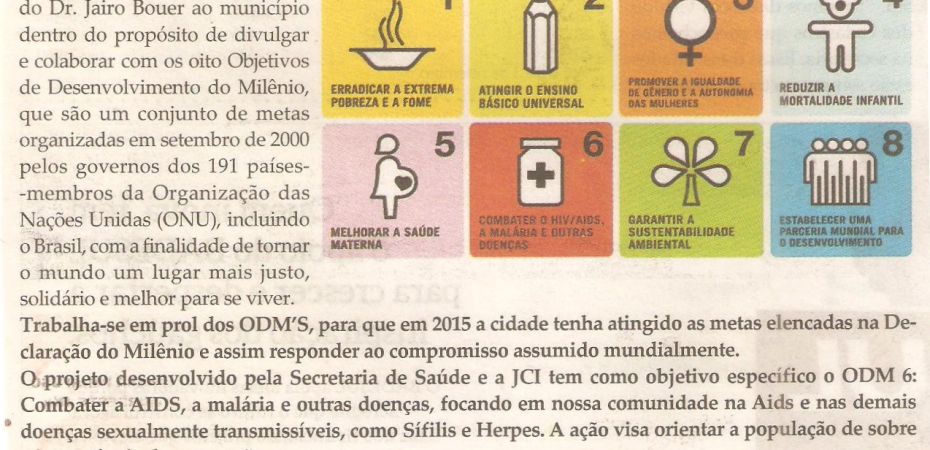 do Dr. Jairo Bouer ao município
dentro do propósito de divulgar
e colaborar com os oito Objetivos
de Desenvolvimento do Milênio,
que são um conjunto de metas
organizadas em setembro de 2000
pelos governos dos 191 países-
-membros da Organização das
Nações Unidas (ONU), incluindo
o Brasil, com a finalidade de tornar
o mundo um lugar mais justo,
solidário e melhor para se viver.
1
ERRADICAR A EXTREMA
POBREZA E A FOME
2
ATINGIR O ENSINO
BÁSICO UNIVERSAL
3
PROMOVER A IGUALDADE
DE GÊNERO E A AUTONOMIA
DAS MULHERES
4
REDUZIR A
MORTALIDADE INFANTIL
5
MELHORAR A SAÚDE
MATERNA
6
COMBATER O HIV/AIDS,
A MALÁRIA E OUTRAS
DOENÇAS
7
GARANTIR A
SUSTENTABILIDADE
AMBIENTAL
8
ESTABELECER UMA
PARCERIA MUNDIAL PARA
O DESENVOLVIMENTO
Trabalha-se em prol dos ODM'S, para que em 2015 a cidade tenha atingido as metas elencadas na De-
claração do Milênio e assim responder ao compromisso assumido mundialmente.
O projeto desenvolvido pela Secretaria de Saúde e a JCI tem como objetivo específico o ODM 6:
Combater a AIDS, a malária e outras doenças, focando em nossa comunidade na Aids e nas demais
doenças sexualmente transmissíveis, como Sífilis e Herpes. A ação visa orientar a população de sobre